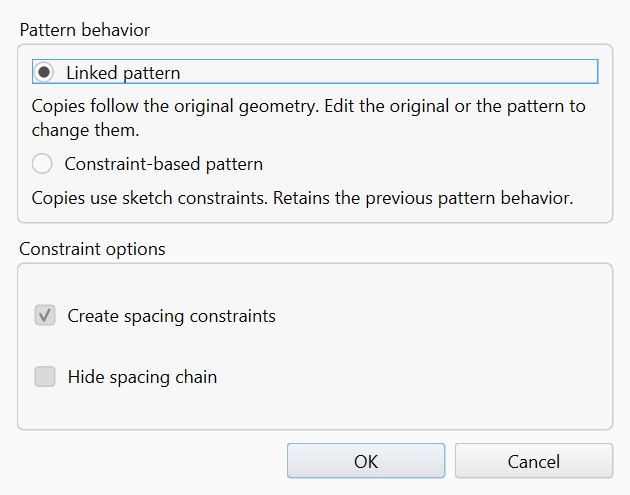 Pattern behavior
Linked pattern
Copies follow the original geometry. Edit the original or the pattern to
change them.
Constraint-based pattern
Copies use sketch constraints. Retains the previous pattern behavior.
Constraint options
Create spacing constraints
Hide spacing chain
OK
Cancel